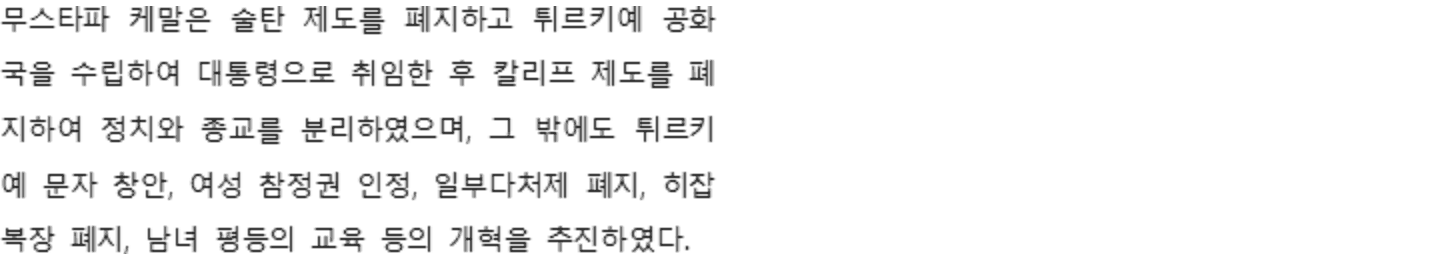 무스타파 케말은 술탄 제도를 폐지하고 튀르키예 공화
국을 수립하여 대통령으로 취임한 후 칼리프 제도를 폐
지하여 정치와 종교를 분리하였으며, 그 밖에도 튀르키
예 문자 창안, 여성 참정권 인정, 일부다처제 폐지, 히잡
복장 폐지, 남녀 평등의 교육 등의 개혁을 추진하였다.